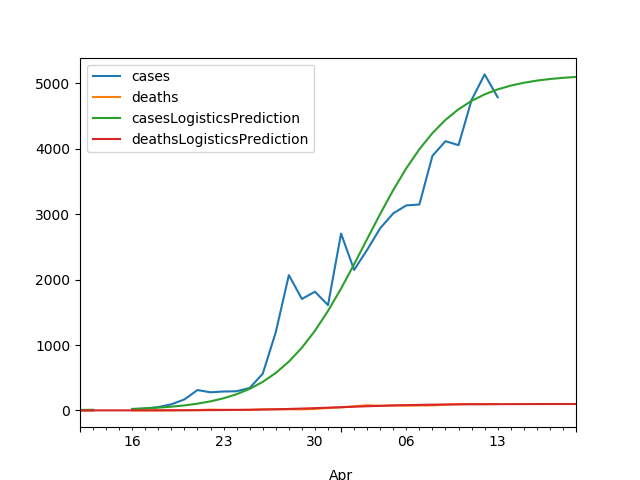 cases
deaths
casesLogisticsPrediction
deathsLogisticsPrediction
5000
4000
3000
2000
1000
0
16 23 30 06 13
Apr